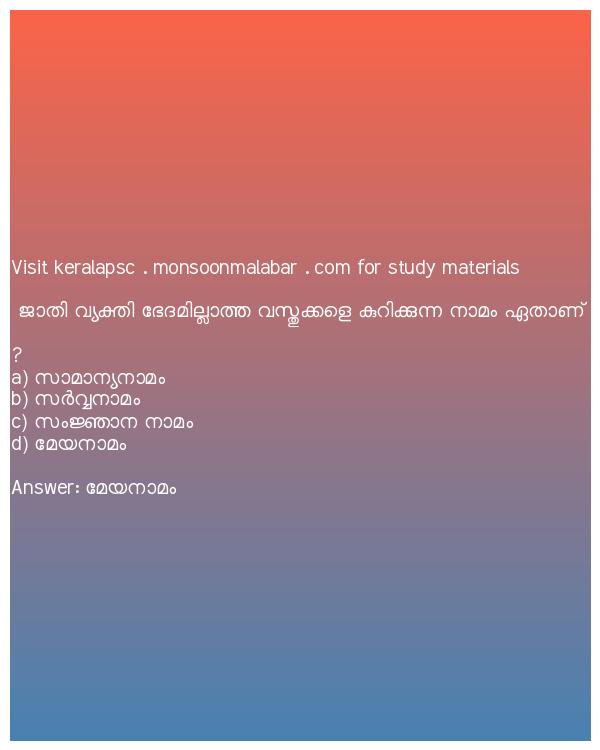 Visit keralapsc . monsoonmalabar . com for study materials
ജാതി വ്യക്തി ഭേദമില്ലാത്ത വസ്തുക്കളെ കുറിക്കുന്ന നാമം ഏതാണ്
?
a) സാമാന്യനാമം
b) സർവ്വനാമം
c) സംജ്ഞാന നാമം
d) മേയനാമം
Answer: മേയനാമം